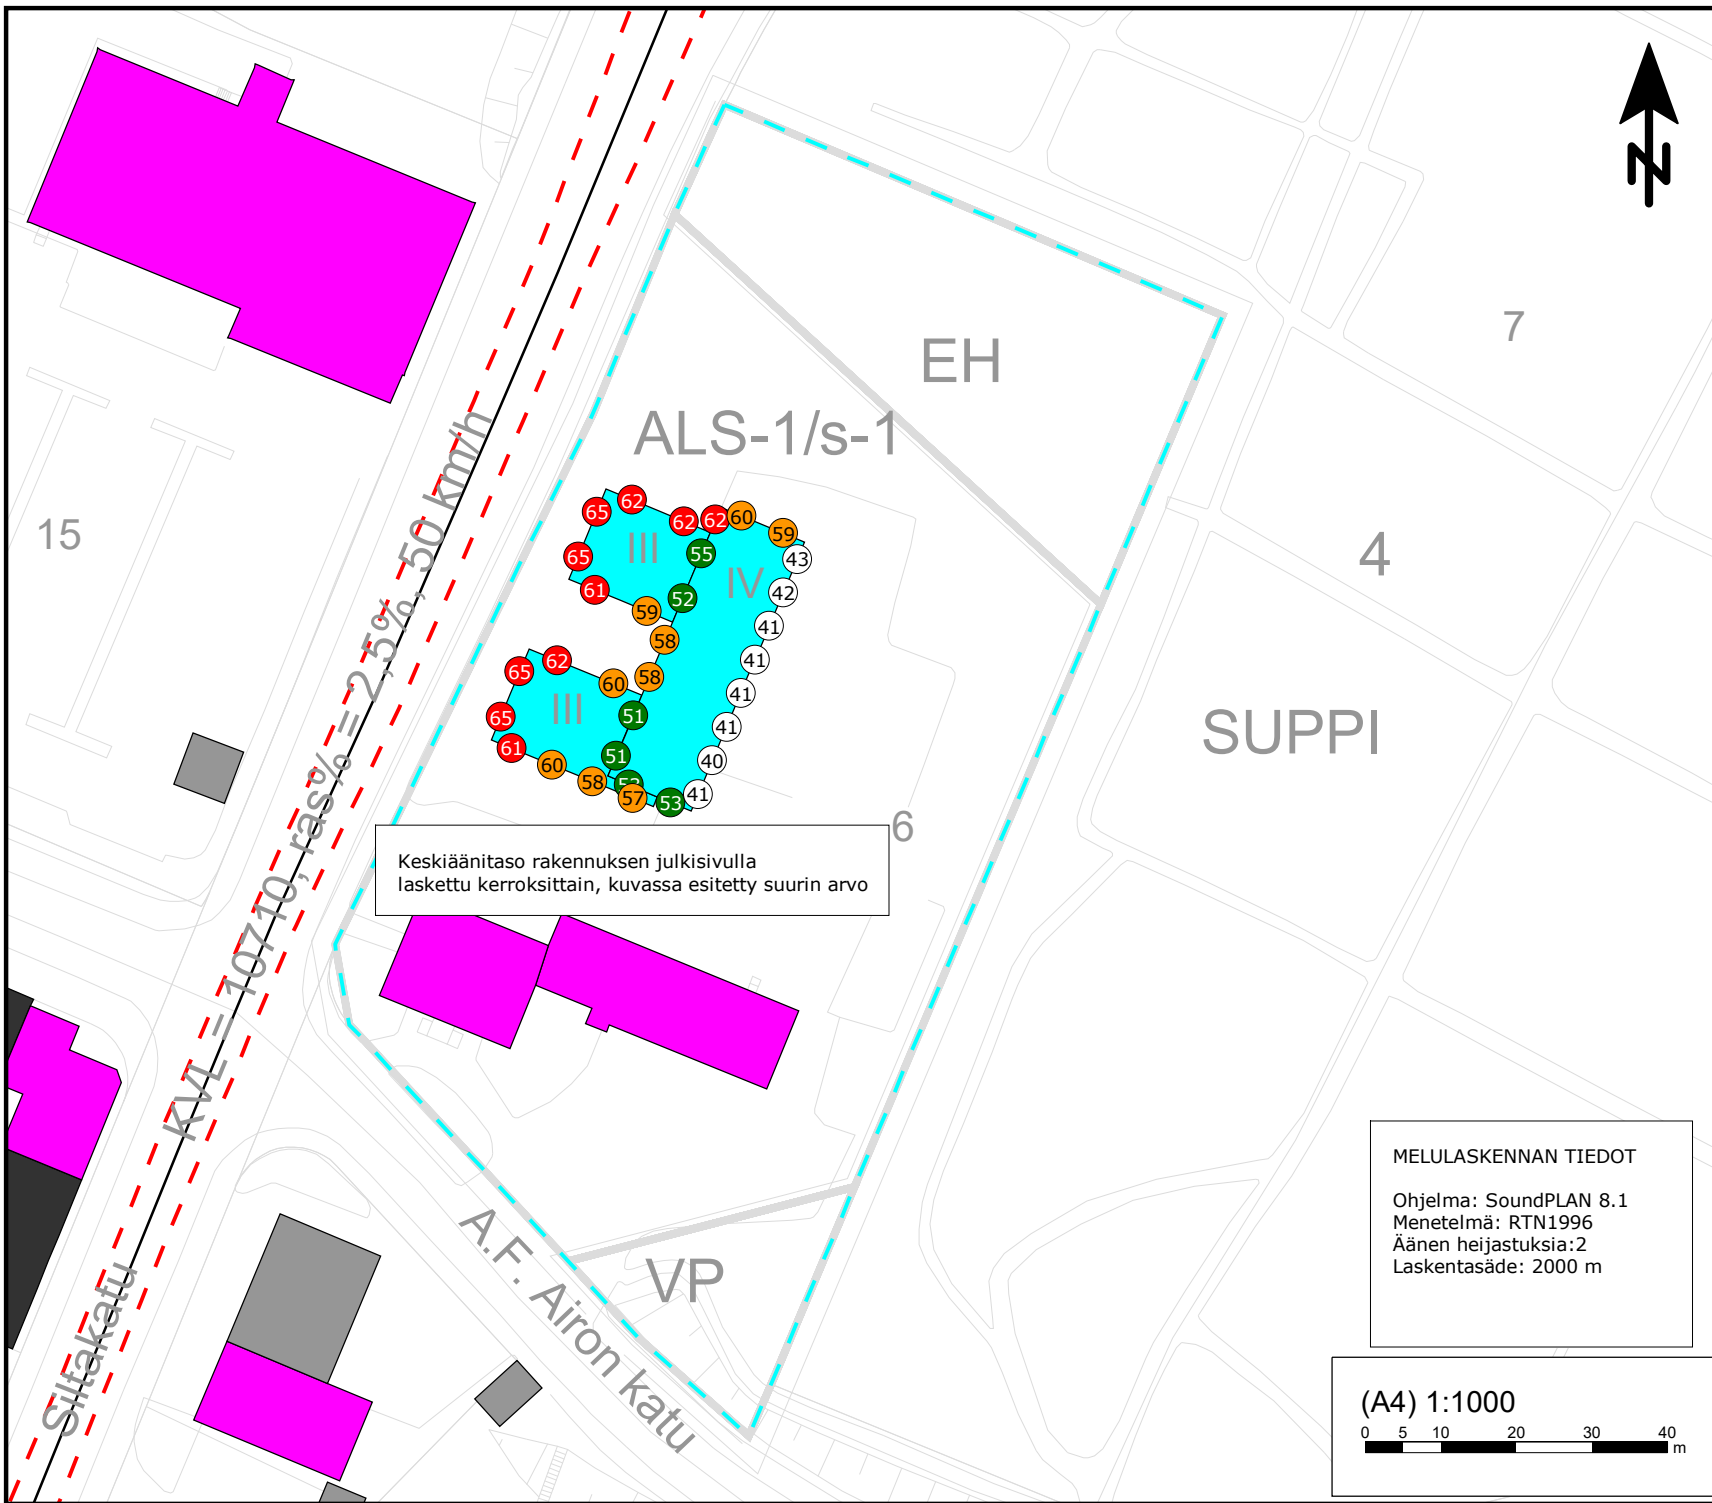 N
EH
7
ALS-1/s-1
15
4
62
65
62
62
60
59
III
55
43
65
IV
42
61
52
59
41
58
41
62
65
58
60
41
III
51
65
41
SUPPI
61
51
40
60
58
41
57
53
6
KVL = 10710, ras% = 2,5%, 50 km/h
Keskiäänitaso rakennuksen julkisivulla
laskettu kerroksittain, kuvassa esitetty suurin arvo
Siltakatu
A.F. Airon katu
VP
MELULASKENNAN TIEDOT
Ohjelma: SoundPLAN 8.1
Menetelmä: RTN1996
Äänen heijastuksia:2
Laskentasäde: 2000 m
(A4) 1:1000
0 5 10 20 30 40
m